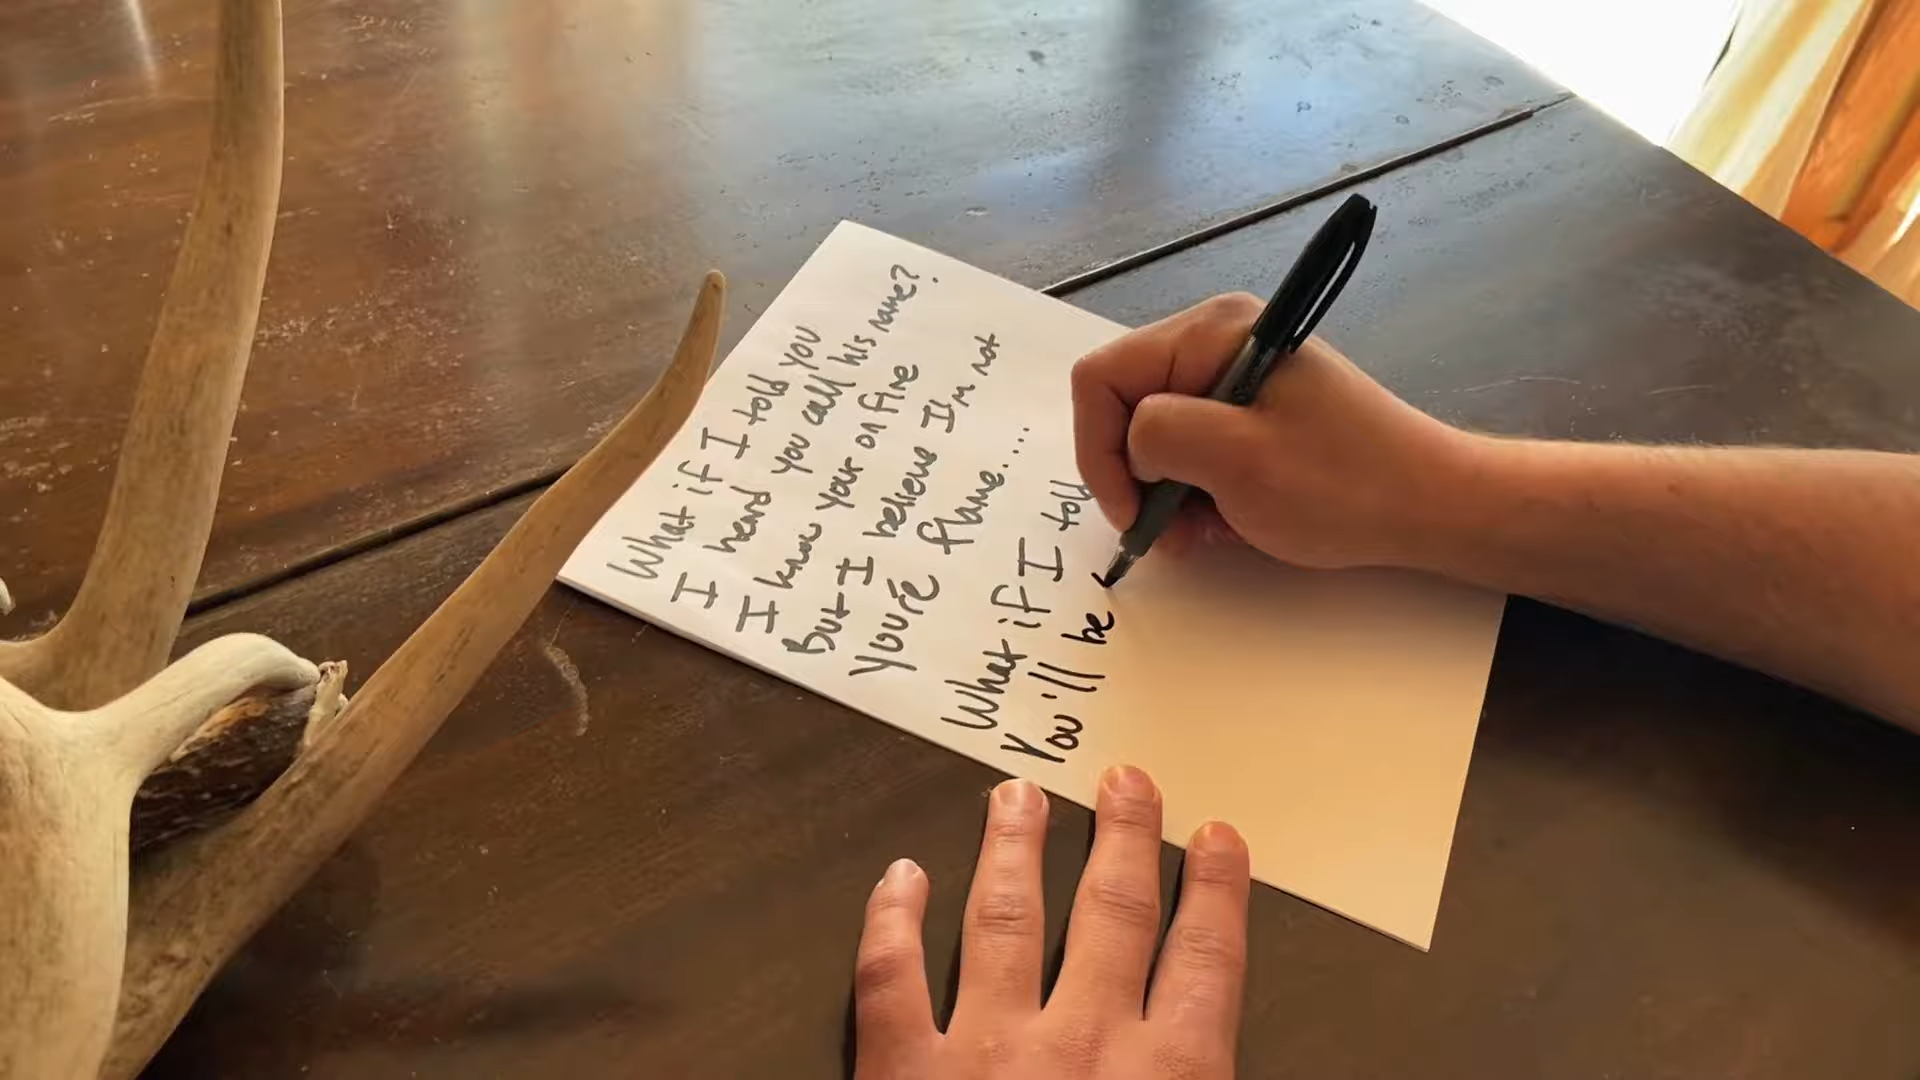 What if I told you
I heard you call his name?
I know your on fire
But I believe I'm not
You're flame....
What if I told
You'll be